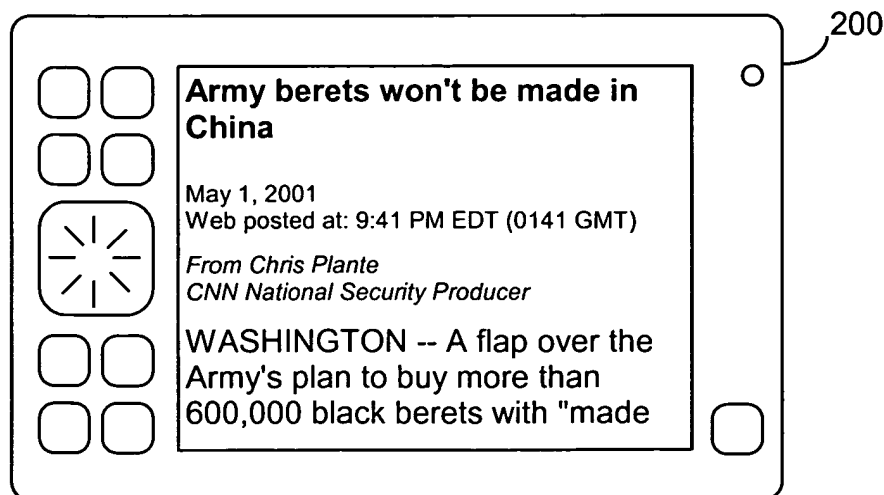 200
Army berets won't be made in
China
May 1, 2001
Web posted at: 9:41 PM EDT (0141 GMT)
From Chris Plante
CNN National Security Producer
WASHINGTON -- A flap over the
Army's plan to buy more than
600,000 black berets with "made